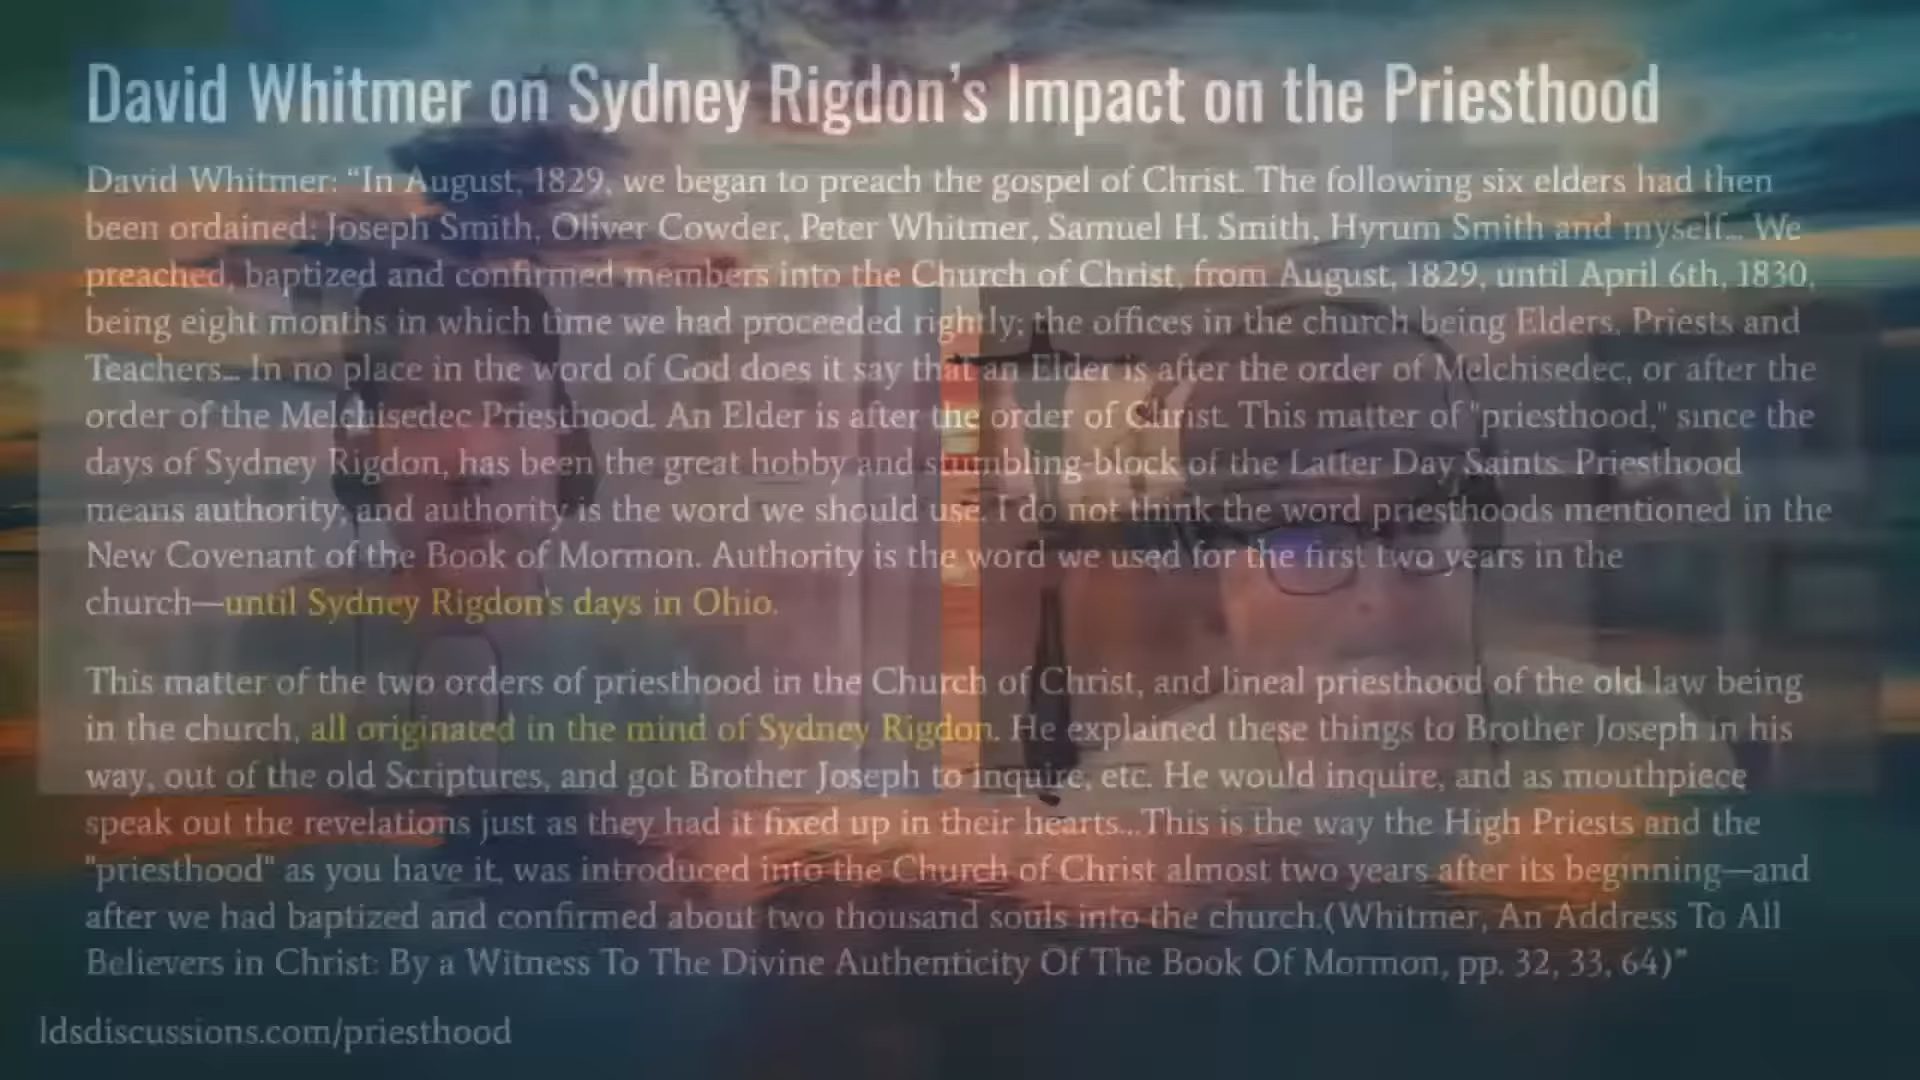 David Whitmer on Sydney Rigdon's Impact on the Priesthood
David Whitmer: “In August, 1829, we began to preach the gospel of Christ. The following six elders had then
been ordained: Joseph Smith, Oliver Cowder, Peter Whitmer, Samuel H. Smith, Hyrum Smith and myself... We
preached, baptized and confirmed members into the Church of Christ, from August, 1829, until April 6th, 1830,
being eight months in which time we had proceeded rightly; the offices in the church being Elders, Priests and
Teachers... In no place in the word of God does it say that an Elder is after the order of Melchisedec, or after the
order of the Melchisedec Priesthood. An Elder is after the order of Christ. This matter of "priesthood," since the
days of Sydney Rigdon, has been the great hobby and stumbling-block of the Latter Day Saints. Priesthood
means authority; and authority is the word we should use. I do not think the word priesthoods mentioned in the
New Covenant of the Book of Mormon. Authority is the word we used for the first two years in the
church—until Sydney Rigdon's days in Ohio.
This matter of the two orders of priesthood in the Church of Christ, and lineal priesthood of the old law being
in the church, all originated in the mind of Sydney Rigdon. He explained these things to Brother Joseph in his
way, out of the old Scriptures, and got Brother Joseph to inquire, etc. He would inquire, and as mouthpiece
speak out the revelations just as they had it fixed up in their hearts...This is the way the High Priests and the
"priesthood" as you have it, was introduced into the Church of Christ almost two years after its beginning—and
after we had baptized and confirmed about two thousand souls into the church.(Whitmer, An Address To All
Believers in Christ: By a Witness To The Divine Authenticity Of The Book Of Mormon, pp. 32, 33, 64)”
ldsdiscussions.com/priesthood